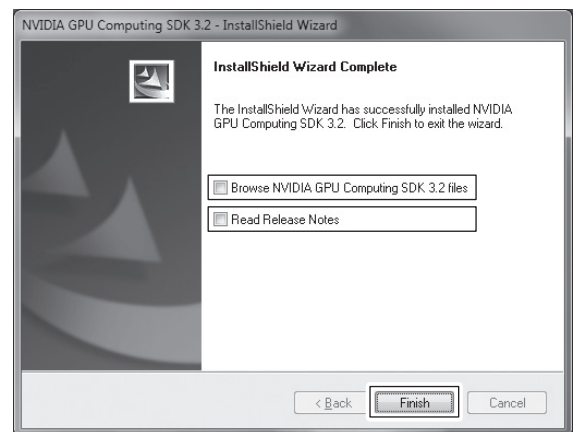 NVIDIA GPU Computing SDK 3.2 - InstallShield Wizard
InstallShield Wizard Complete
The InstallShield Wizard has successfully installed NVIDIA
GPU Computing SDK 3.2. Click Finish to exit the wizard.
Browse NVIDIA GPU Computing SDK 3.2 files
Read Release Notes
< Back Finish Cancel